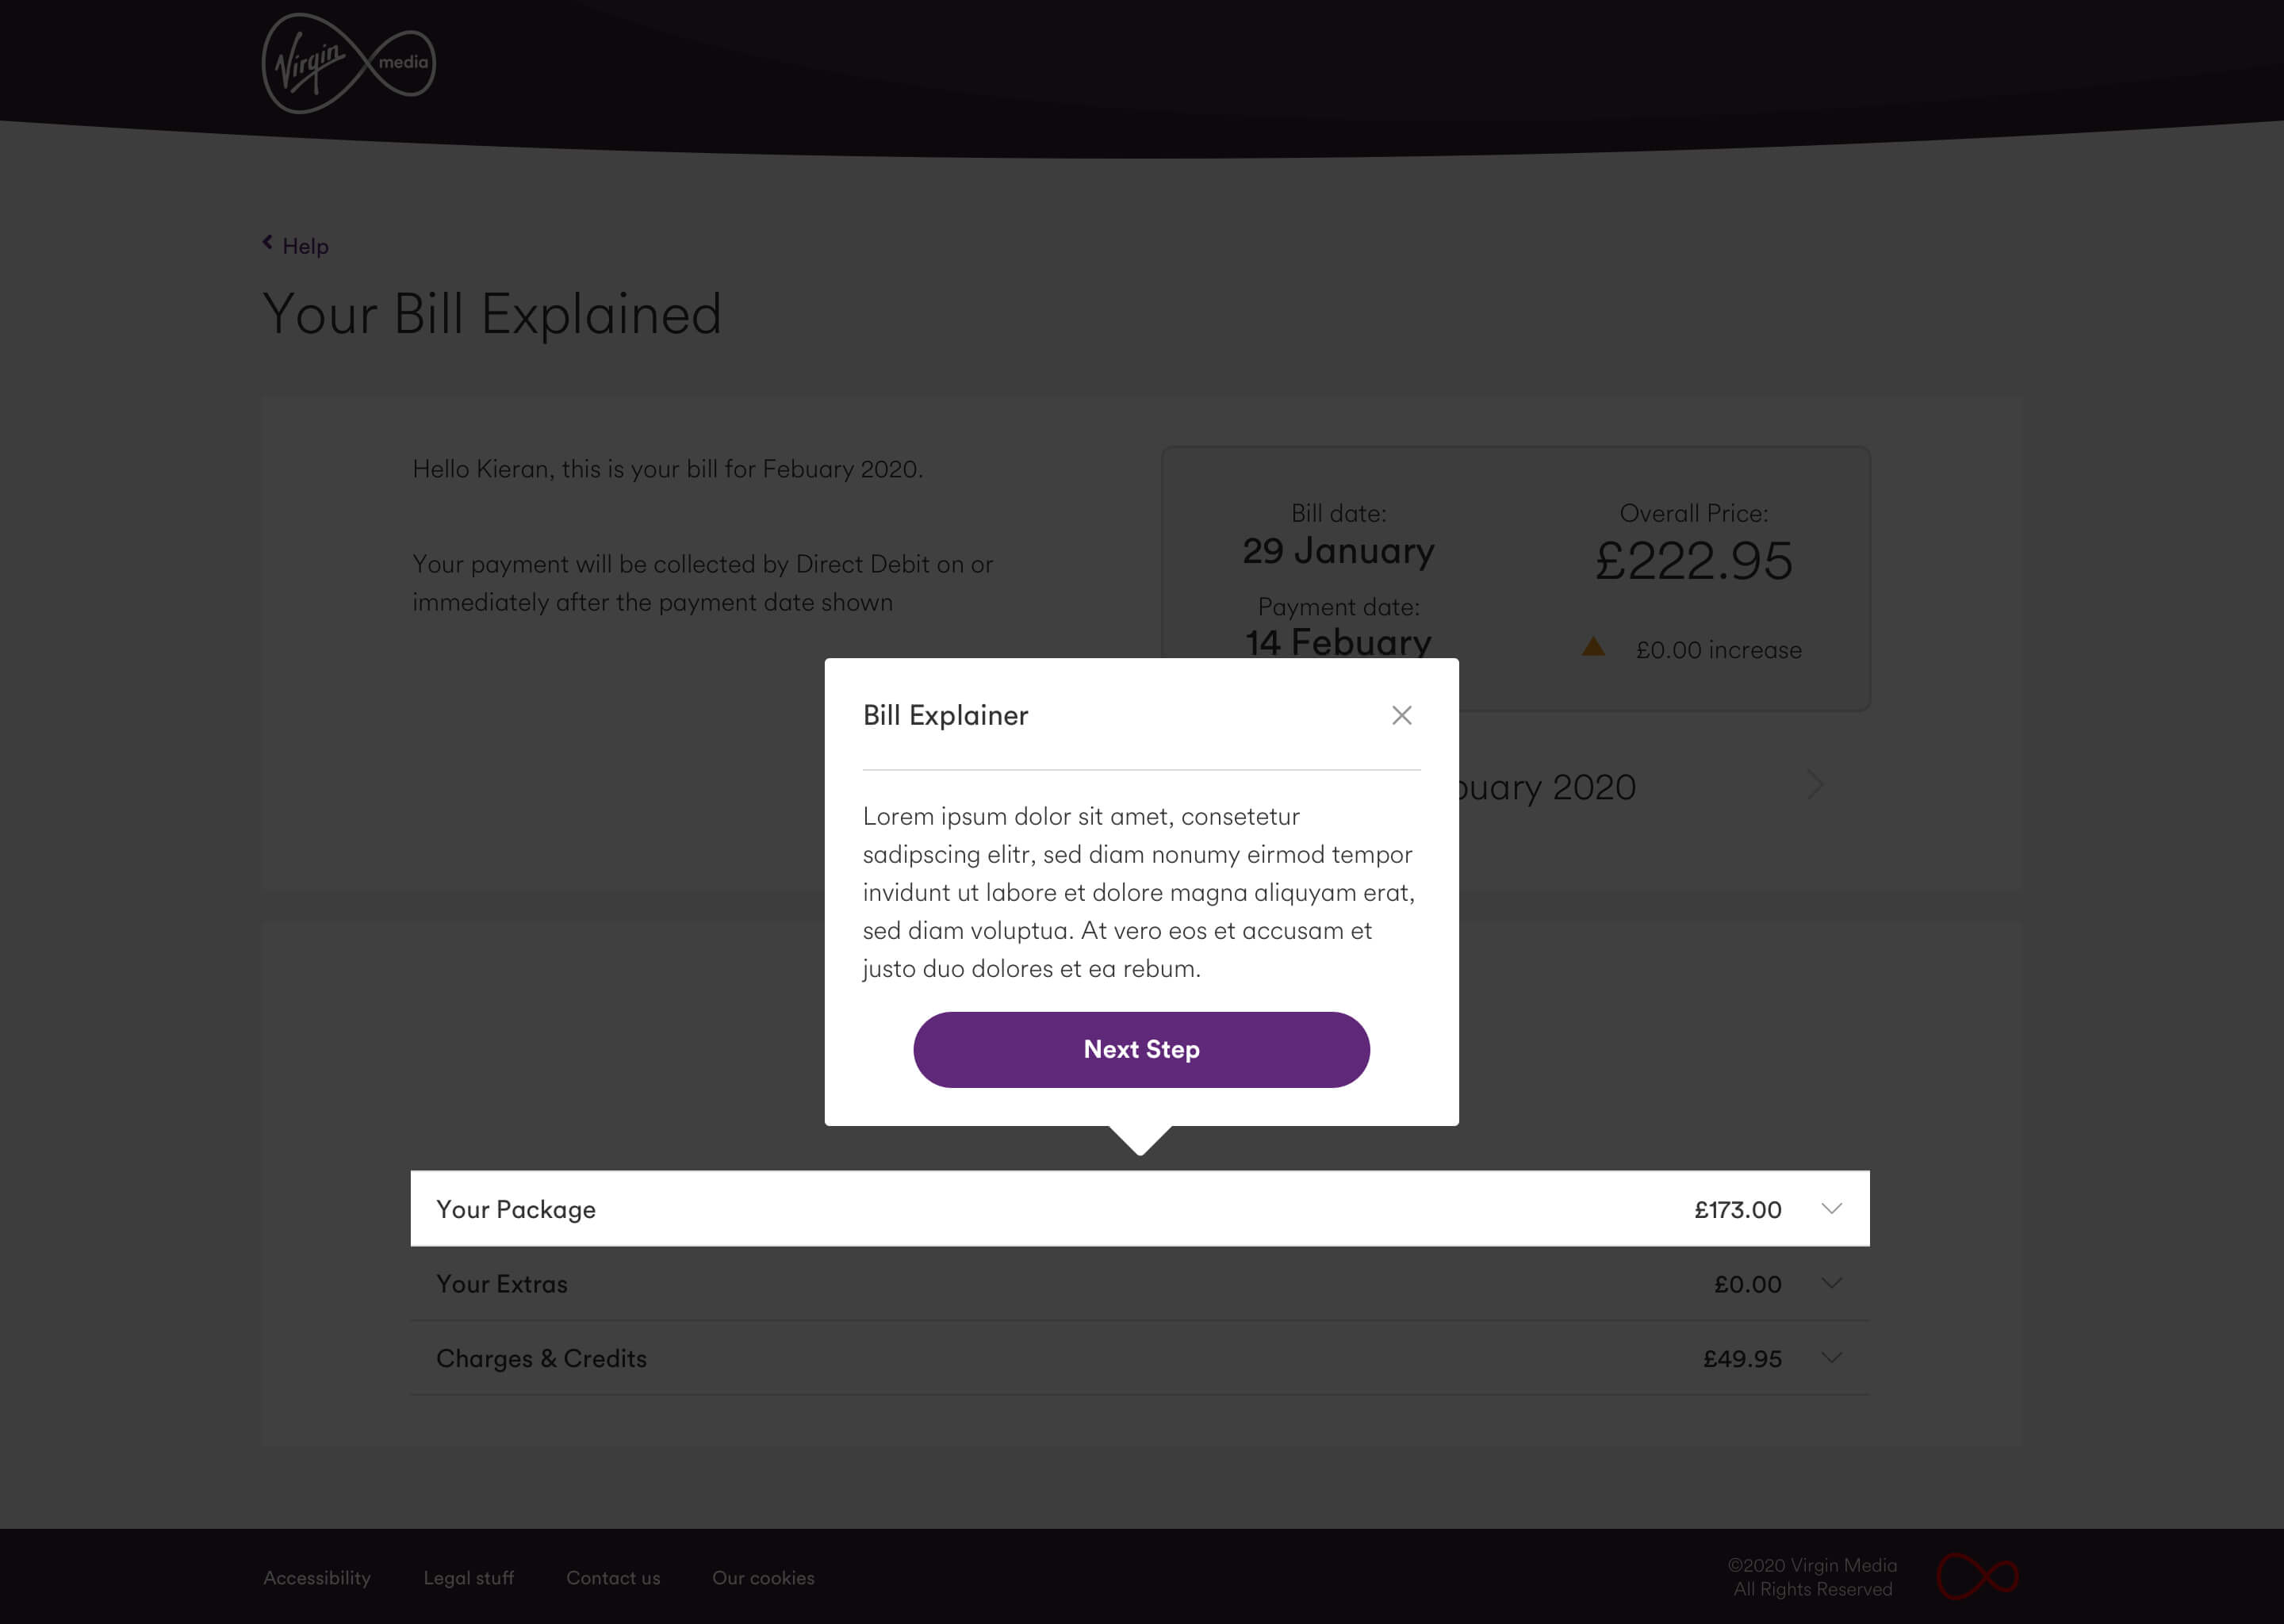 Virgin media
Help
Your Bill Explained
Hello Kieran, this is your bill for Febuary 2020.
Your payment will be collected by Direct Debit on or
immediately after the payment date shown
Bill date:
29 January
Payment date:
14 Febuary
Overall Price:
£222.95
£0.00 increase
buary 2020
Bill Explainer
Lorem ipsum dolor sit amet, consetetur
sadipscing elitr, sed diam nonumy eirmod tempor
invidunt ut labore et dolore magna aliquyam erat,
sed diam voluptua. At vero eos et accusam et
justo duo dolores et ea rebum.
Next Step
Your Package £173.00
Your Extras £0.00
Charges & Credits £49.95
Accessibility Legal stuff Contact us Our cookies
©2020 Virgin Media
All Rights Reserved